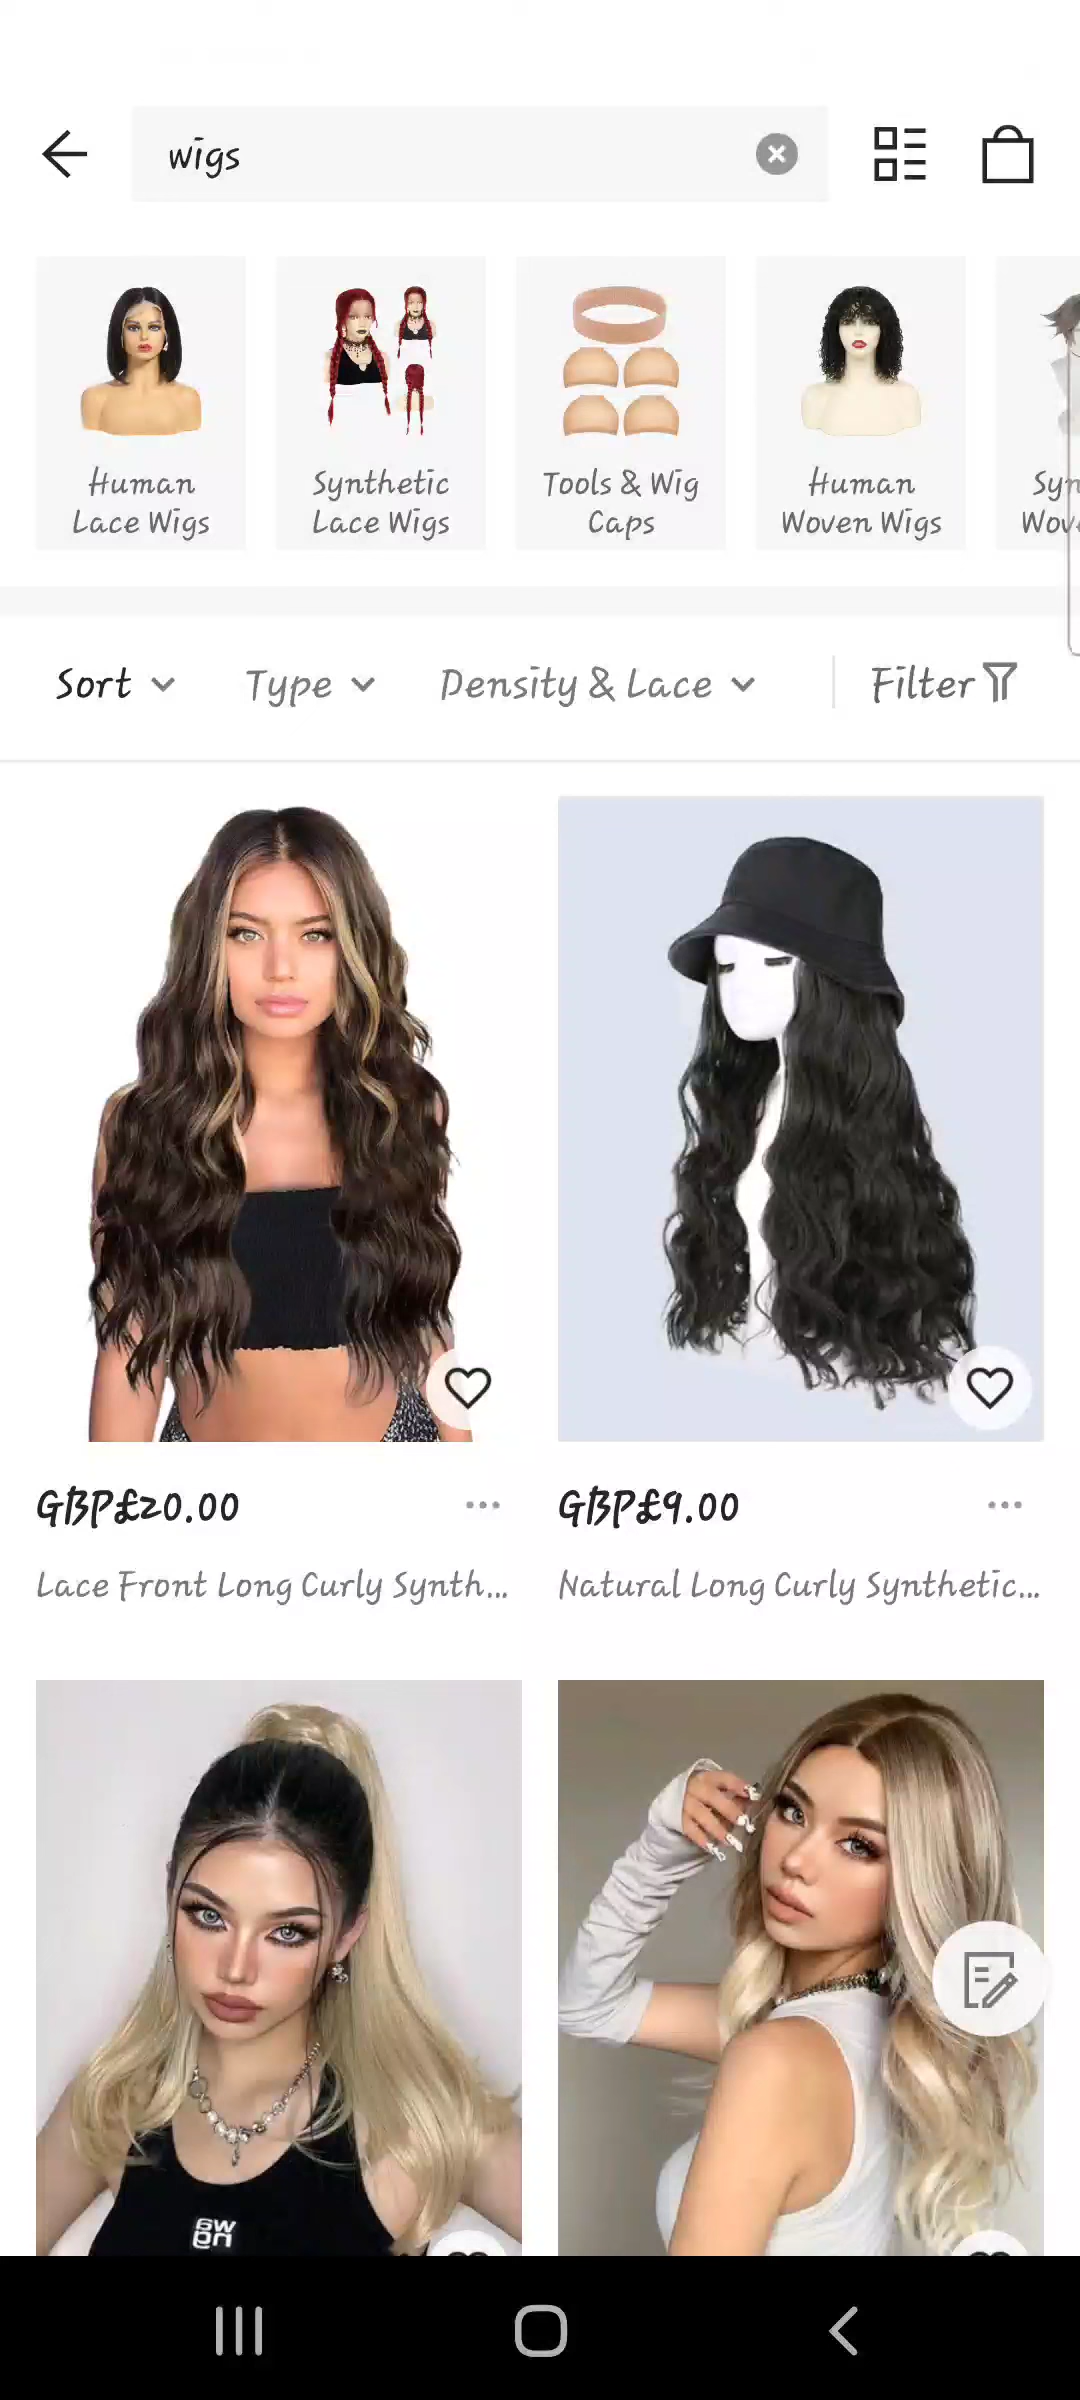 wigs
Human
Lace Wigs
Synthetic
Lace Wigs
Tools & Wig
Caps
Human
Woven Wigs
Sort
Type
Density & Lace
Filter
GBP£20.00
...
GBP£9.00
...
Lace Front Long Curly Synth...
Natural Long Curly Synthetic...